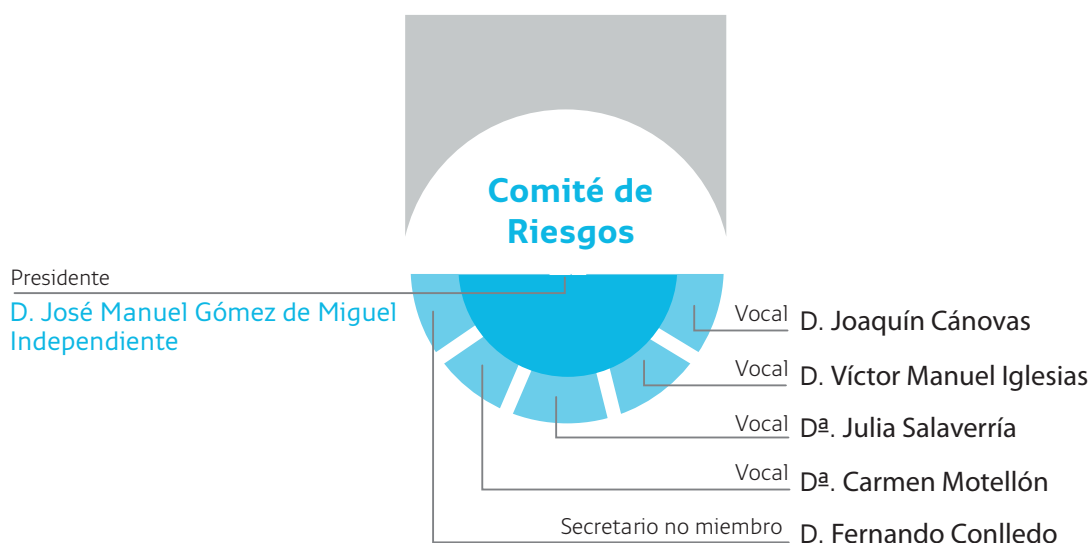 Comité de
Riesgos
Presidente
D. José Manuel Gómez de Miguel
Independiente
Vocal D. Joaquín Cánovas
Vocal D. Víctor Manuel Iglesias
Vocal Dª. Julia Salaverría
Vocal Dª. Carmen Motellón
Secretario no miembro D. Fernando Conlledo